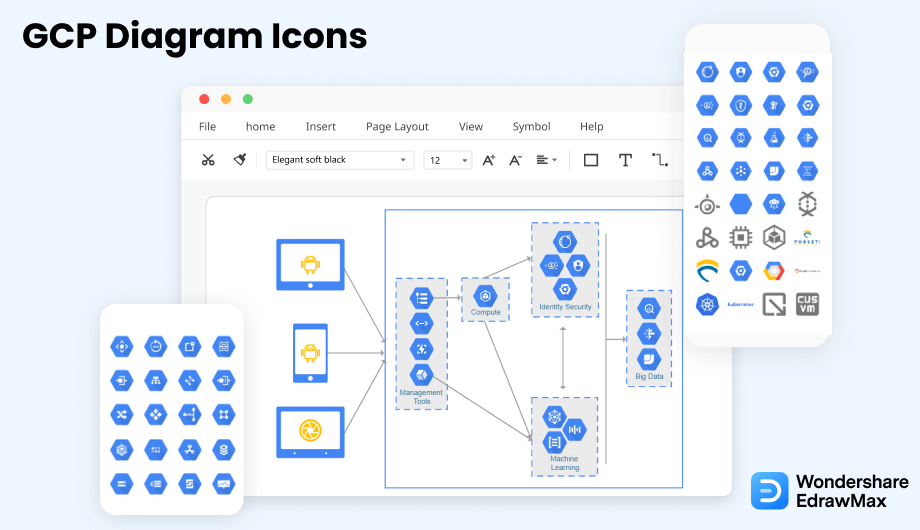 GCP Diagram Icons
File home Insert Page Layout View Symbol Help
Elegant soft black 12 A+ A- T
Identity Security
Compute
Management
Tools
Big Data
Machine
Learning
FORSETI
kubernetes
CUS
VM
Wondershare
EdrawMax